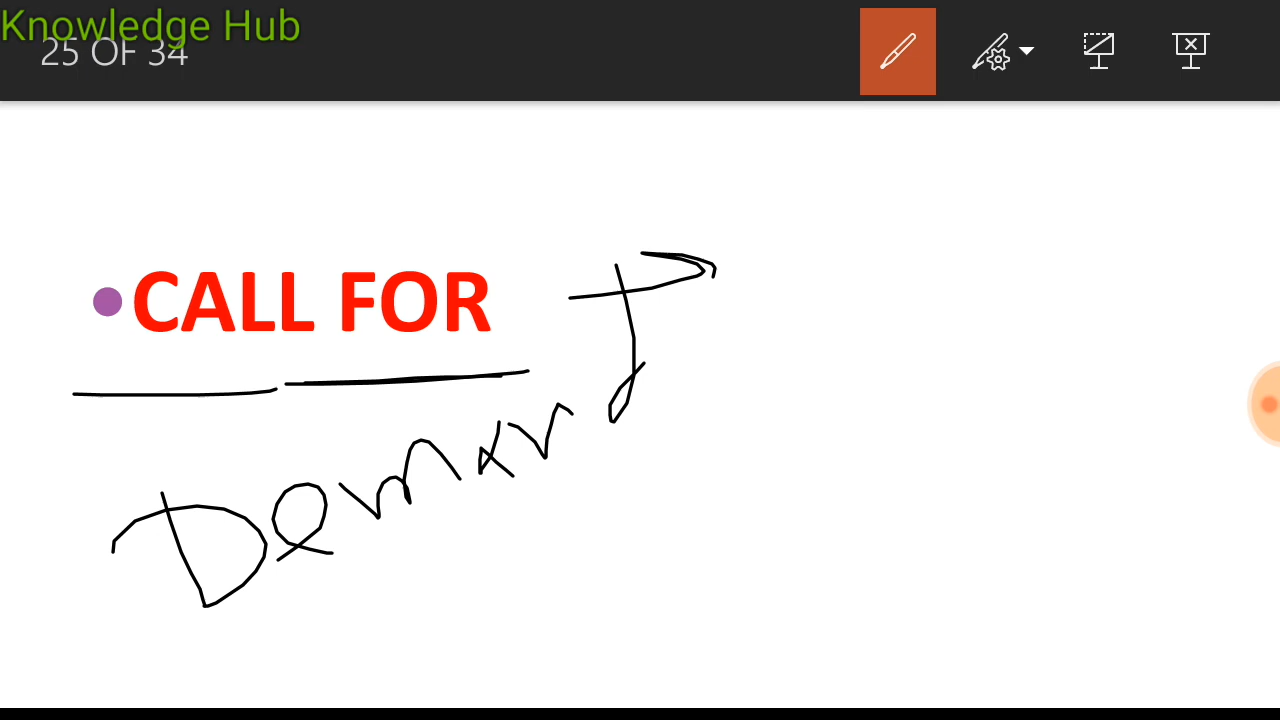 Knowledge Hub
25 OF 34
•CALL FOR
Demand